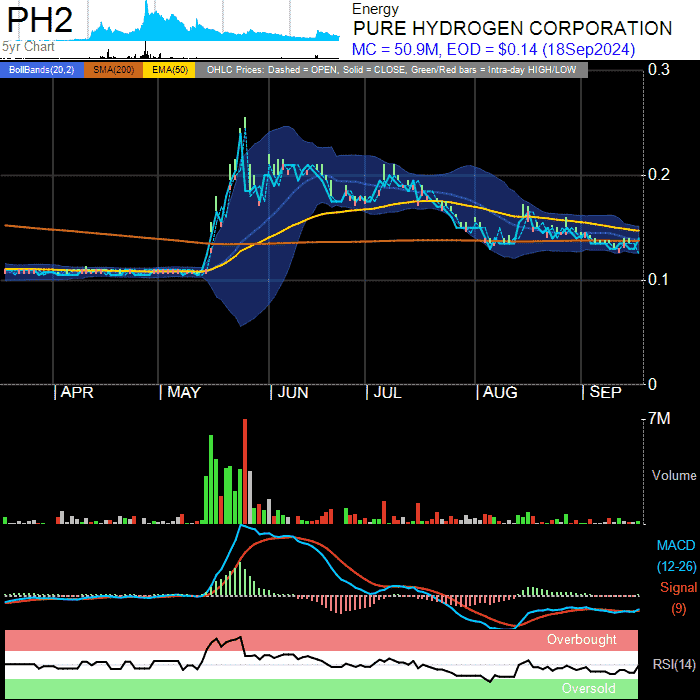 PH2
Energy
PURE HYDROGEN CORPORATION
5yr Chart
MC = 50.9M, EOD = $0.14 (18Sep2024)
BollBands(20,2) SMA(200) EMA(50) OHLC Prices: Dashed = OPEN, Solid = CLOSE, Green/Red bars = Intra-day HIGH/LOW
0.3
0.2
0.1
0
APR MAY JUN JUL AUG SEP
7M
Volume
MACD
(12-26)
Signal
(9)
Overbought
RSI(14)
Oversold